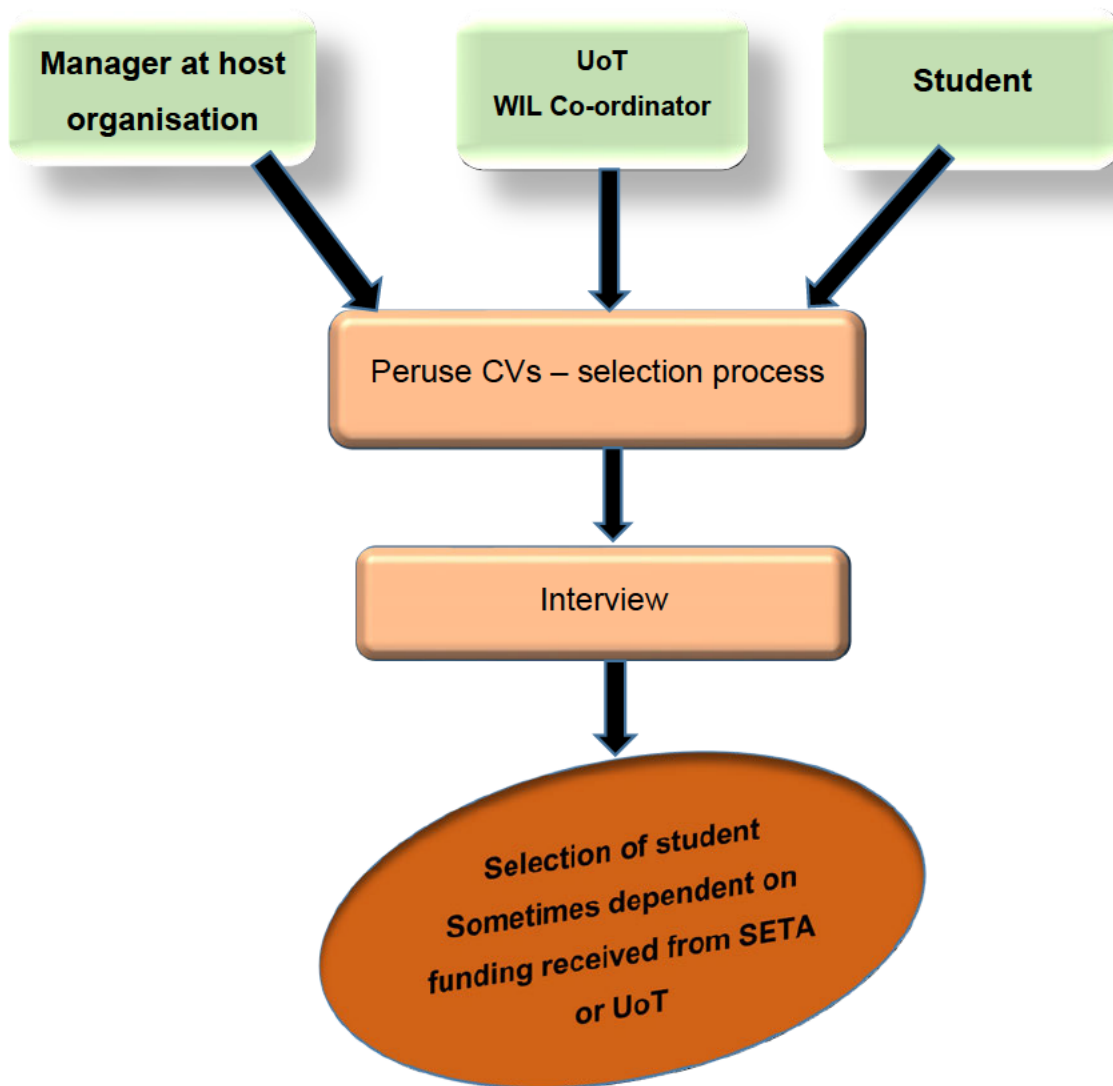 Manager at host
organisation
UoT
WIL Co-ordinator
Student
Peruse CVs – selection process
Interview
Selection of student
Sometimes dependent on
funding received from SETA
or UoT